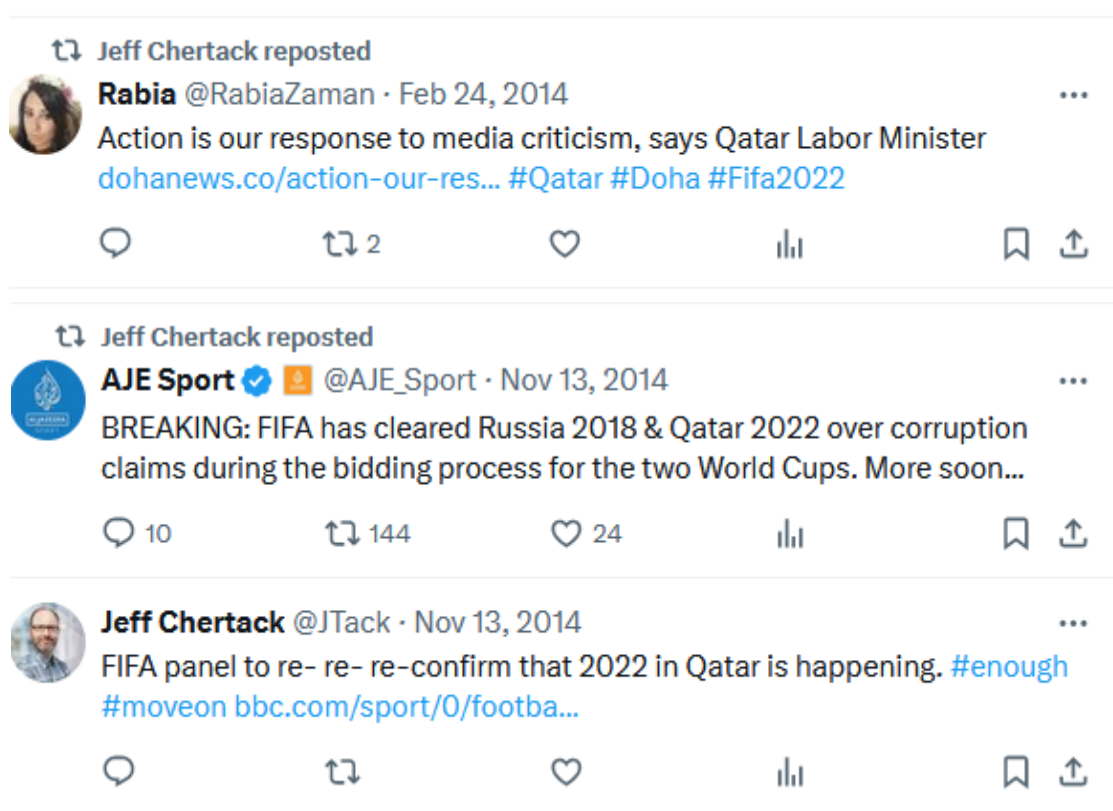 Jeff Chertack reposted
Rabia @RabiaZaman · Feb 24, 2014
Action is our response to media criticism, says Qatar Labor Minister
dohanews.co/action-our-res... #Qatar #Doha #Fifa2022
2
Jeff Chertack reposted
AJE Sport @AJE_Sport · Nov 13, 2014
BREAKING: FIFA has cleared Russia 2018 & Qatar 2022 over corruption
claims during the bidding process for the two World Cups. More soon...
10 144 24
Jeff Chertack @JTack · Nov 13, 2014
FIFA panel to re- re- re-confirm that 2022 in Qatar is happening. #enough
#moveon bbc.com/sport/0/footba...